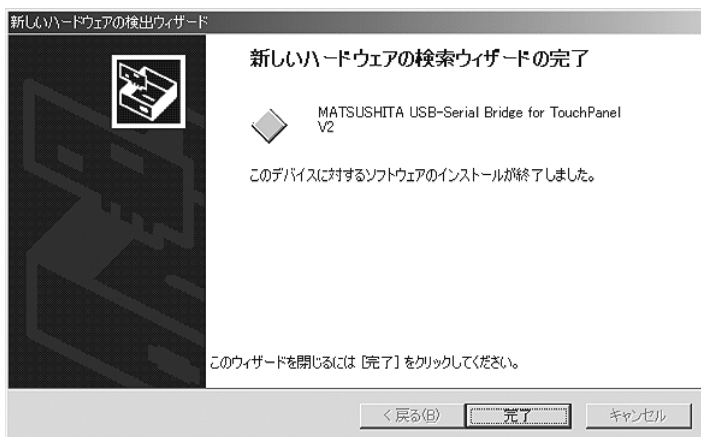 新しいハードウェアの検出ウィザード
新しいハードウェアの検索ウィザードの完了
MATSUSHITA USB-Serial Bridge for TouchPanel
V2
このデバイスに対するソフトウェアのインストールが終了しました。
このウィザードを閉じるには [完了] をクリックしてください。
< 戻る(B)
完了
キャンセル